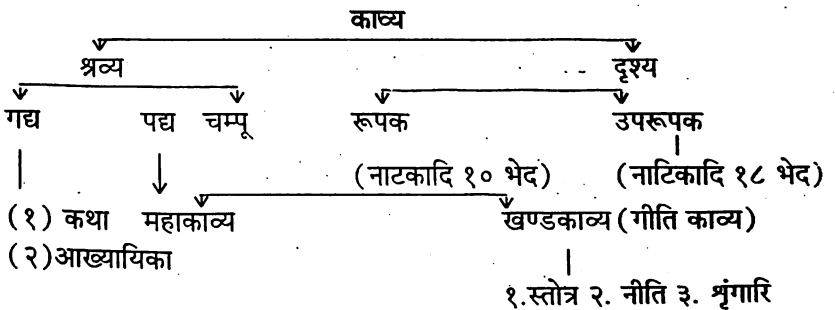 काव्य
श्रव्य दृश्य
गद्य पद्य चम्पू रूपक उपरूपक
(नाटकादि १० भेद) (नाटिकादि १८ भेद)
(१) कथा महाकाव्य खण्डकाव्य (गीति काव्य)
(२) आख्यायिका
१. स्तोत्र २. नीति ३. शृंगारि